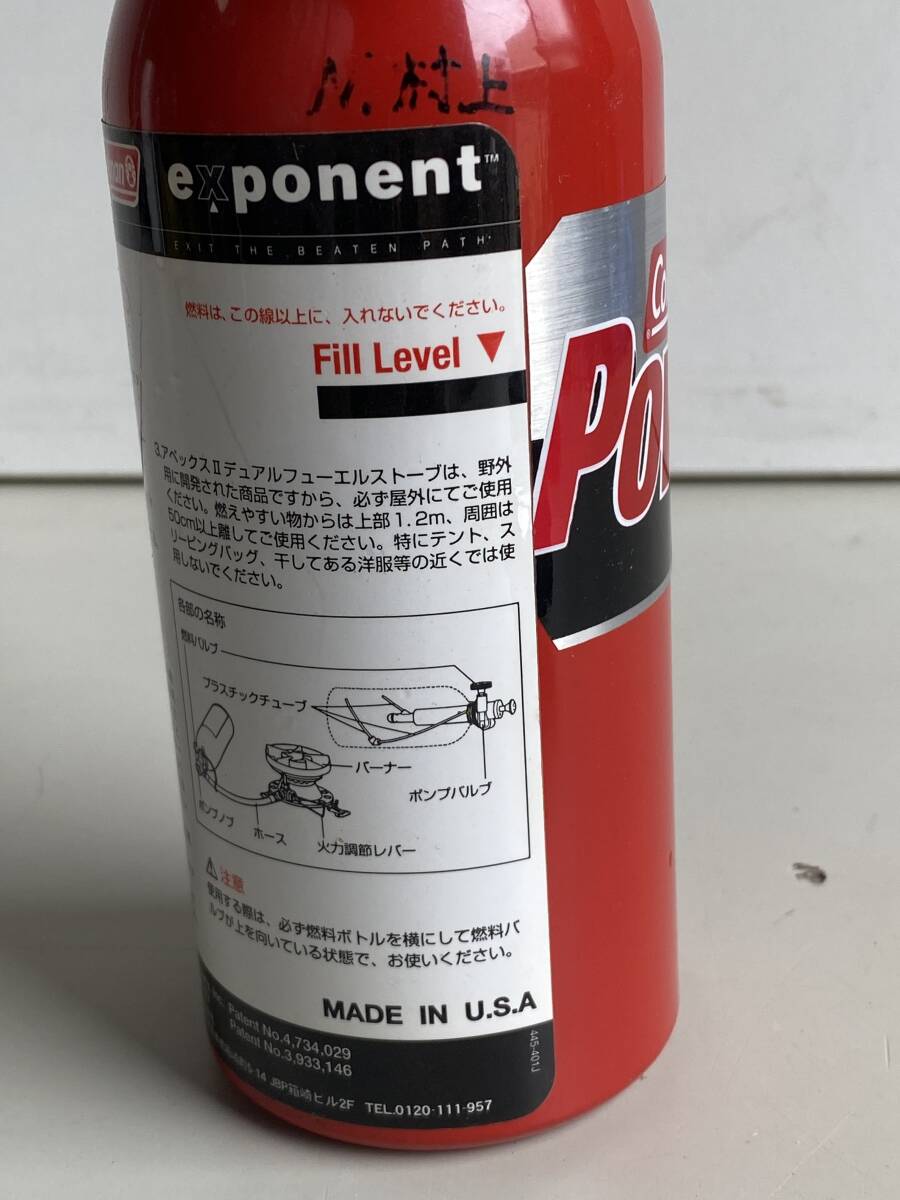 N. 村上
exponent™
EXIT THE BEATEN PATH
燃料は、この線以上に、入れないでください。
Fill Level ▼
3.アペックスⅡデュアルフューエルストーブは、野外
用に開発された商品ですから、必ず屋外にてご使用
ください。燃えやすい物からは上部1.2m、周囲は
50cm以上離してご使用ください。特にテント、ス
リーピングバッグ、干してある洋服等の近くでは使
用しないでください。
各部の名称
燃料バルブ
プラスチックチューブ
バーナー
ポンプバルブ
ポンプノブ
ホース
火力調節レバー
⚠注意
使用する際は、必ず燃料ボトルを横にして燃料バ
ルブが上を向いている状態で、お使いください。
MADE IN U.S.A
Patent No.4,734,029
Patent No.3,933,146
445-401J
-14 JBP箱崎ビル2F TEL.0120-111-957